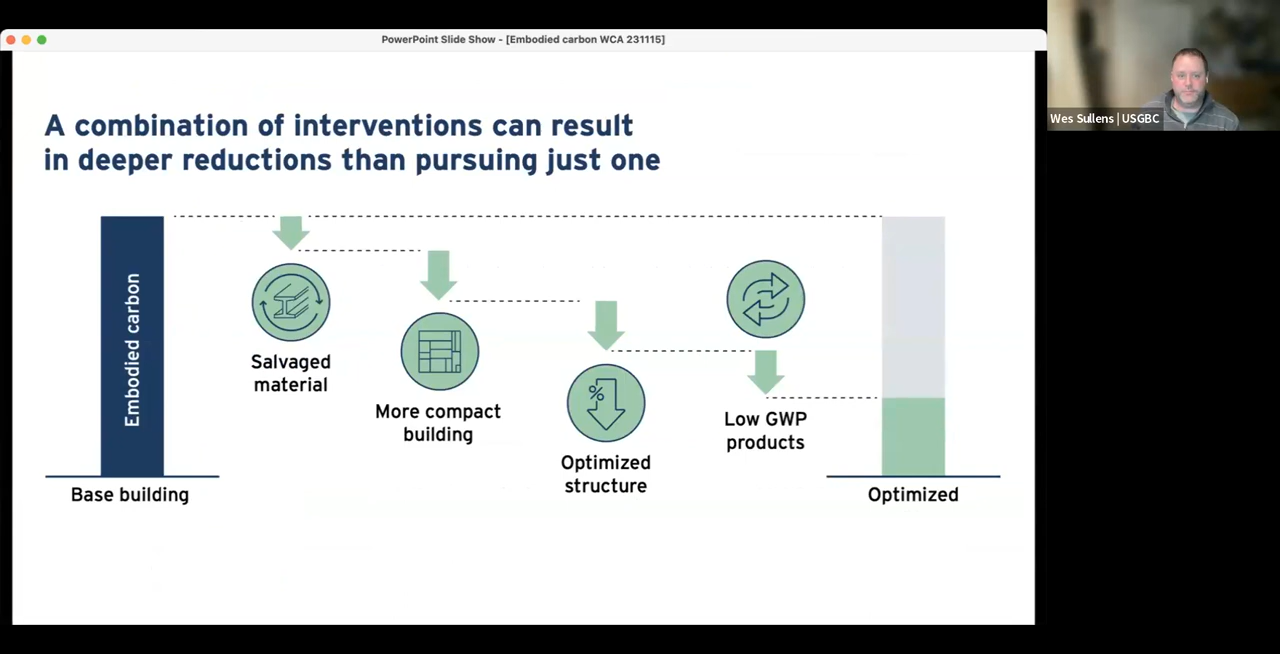 PowerPoint Slide Show - [Embodied carbon WCA 231115]
Wes Sullens | USGBC
A combination of interventions can result
in deeper reductions than pursuing just one
Embodied carbon
Base building
Salvaged
material
More compact
building
%
Optimized
structure
Low GWP
products
Optimized